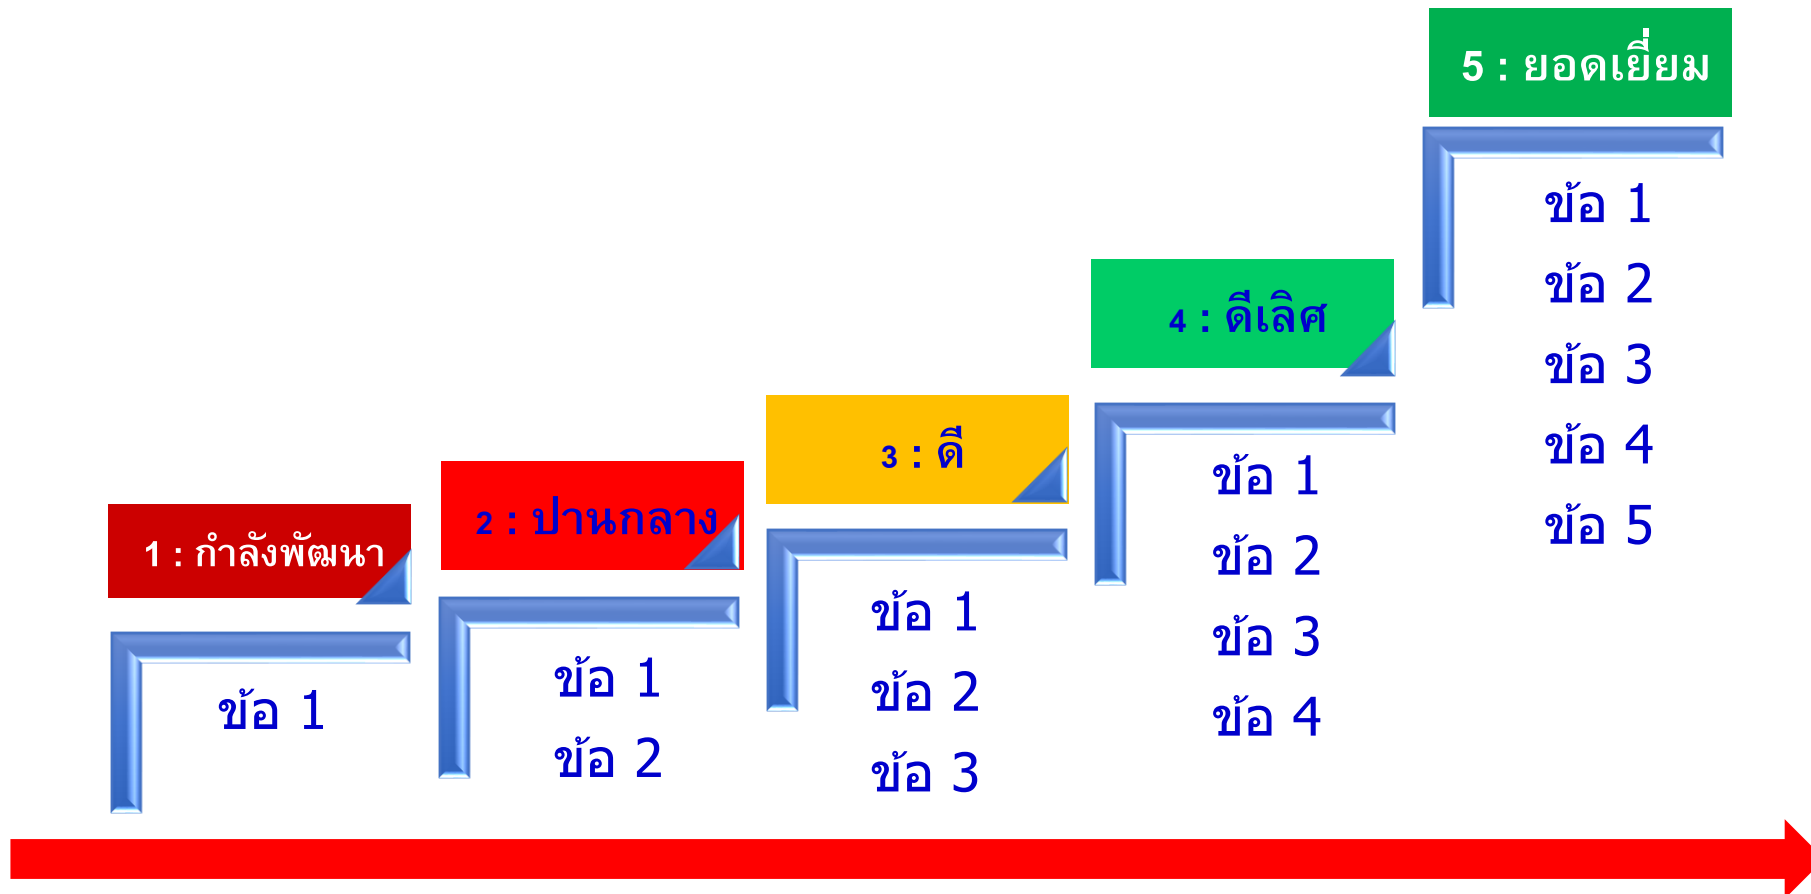 1 : กำลังพัฒนา
ข้อ 1
2 : ปานกลาง
ข้อ 1
ข้อ 2
3 : ดี
ข้อ 1
ข้อ 2
ข้อ 3
4 : ดีเลิศ
ข้อ 1
ข้อ 2
ข้อ 3
ข้อ 4
5 : ยอดเยี่ยม
ข้อ 1
ข้อ 2
ข้อ 3
ข้อ 4
ข้อ 5